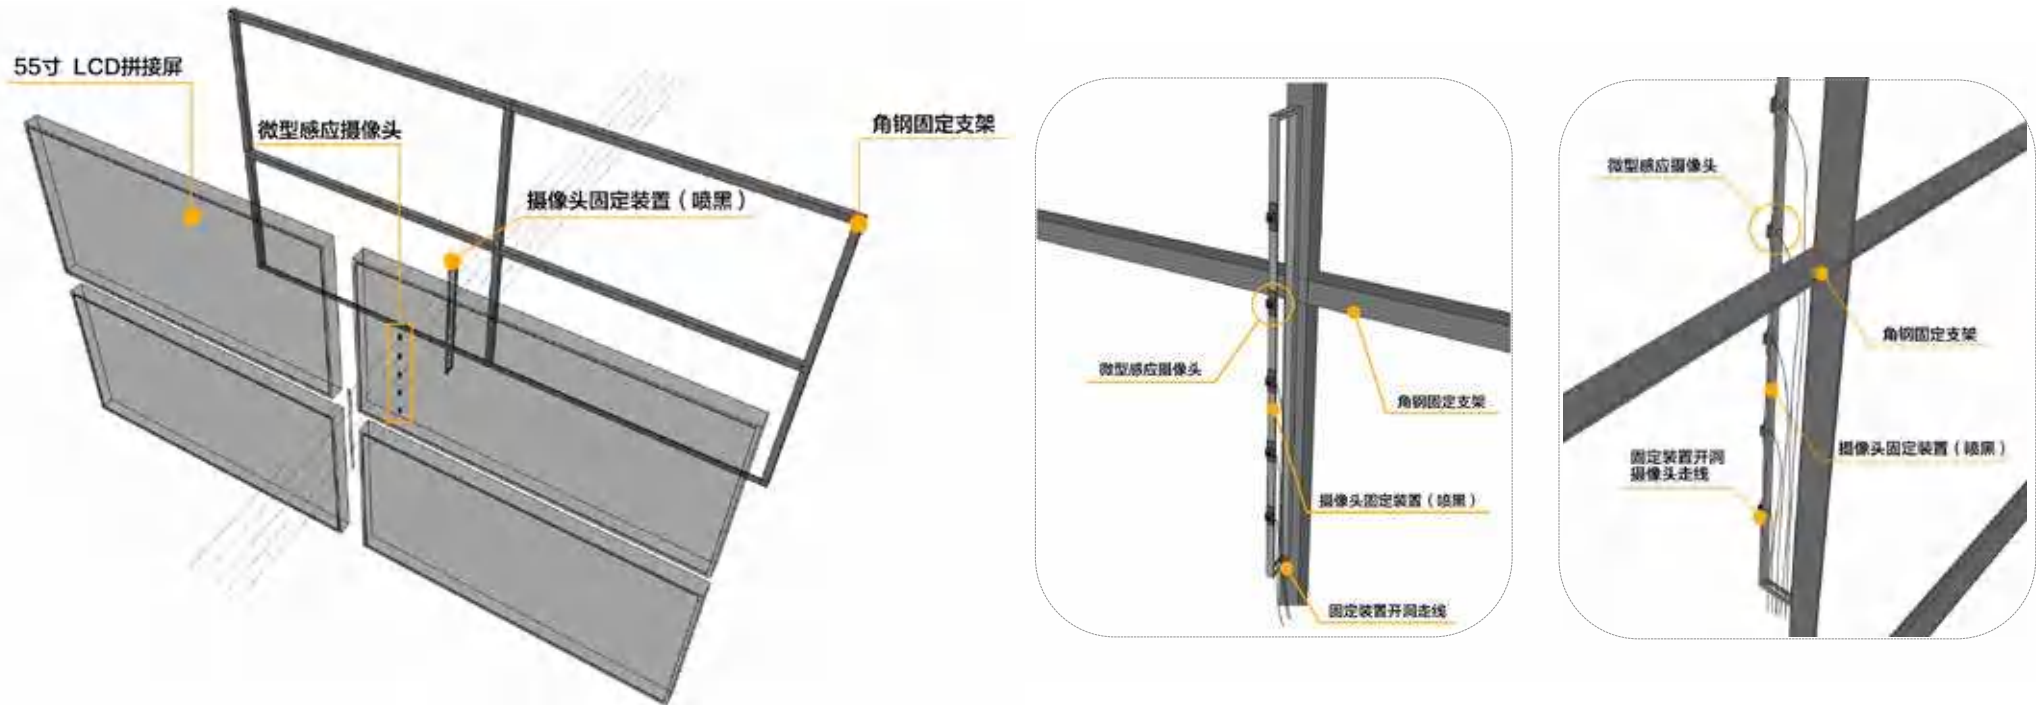 55寸 LCD拼接屏
微型感应摄像头
角钢固定支架
摄像头固定装置（喷黑）
微型感应摄像头
角钢固定支架
摄像头固定装置（喷黑）
固定装置开洞走线
微型感应摄像头
角钢固定支架
摄像头固定装置（喷黑）
固定装置开洞
摄像头走线